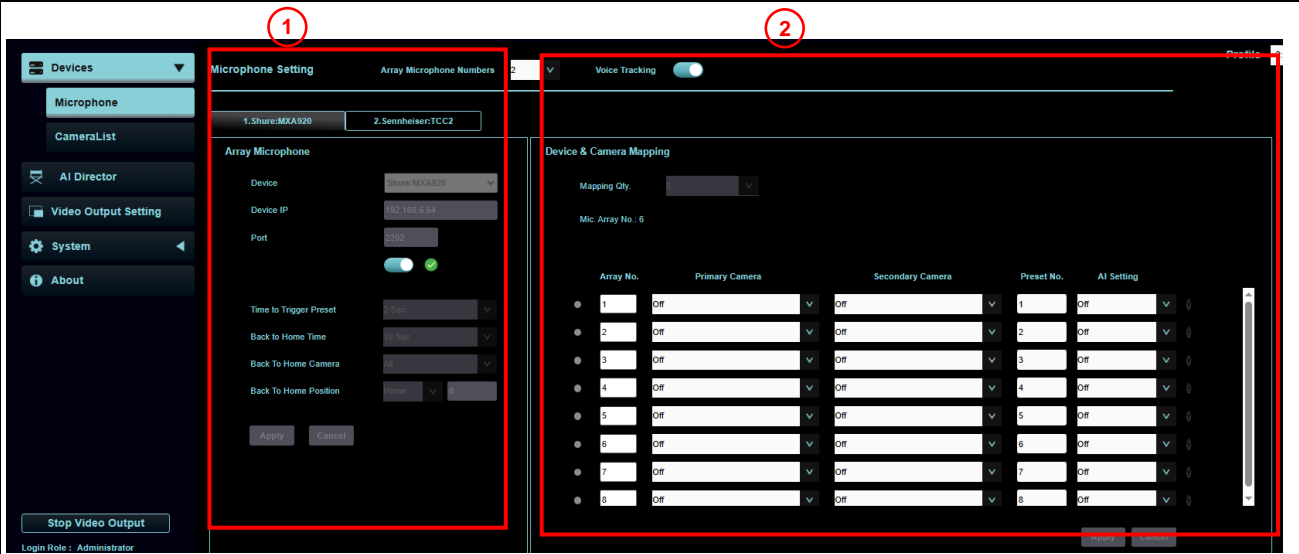 1
2
Profile
Devices
Microphone
CameraList
AI Director
Video Output Setting
System
About
Stop Video Output
Login Role : Administrator
Microphone Setting Array Microphone Numbers 2 Voice Tracking
1.Shure:MXA920 2.Sennheiser:TCC2
Array Microphone
Device Shure MXA920
Device IP 192.168.6.64
Port 2202
Time to Trigger Preset 2 Sec
Back to Home Time 10 Sec
Back To Home Camera All
Back To Home Position Home 0
Apply Cancel
Device & Camera Mapping
Mapping Qty.
Mic. Array No.: 6
Array No. Primary Camera Secondary Camera Preset No. AI Setting
1 Off Off 1 Off
2 Off Off 2 Off
3 Off Off 3 Off
4 Off Off 4 Off
5 Off Off 5 Off
6 Off Off 6 Off
7 Off Off 7 Off
8 Off Off 8 Off
Apply Cancel